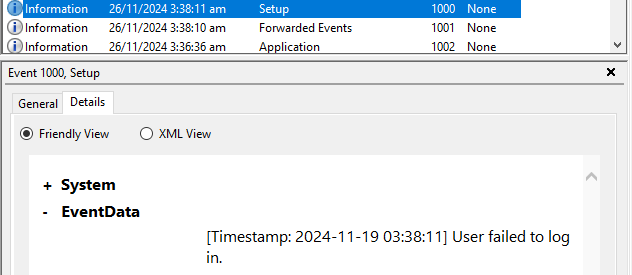 Information 26/11/2024 3:38:11 am Setup 1000 None
Information 26/11/2024 3:38:10 am Forwarded Events 1001 None
Information 26/11/2024 3:36:36 am Application 1002 None
Event 1000, Setup
General Details
Friendly View XML View
+ System
- EventData
[Timestamp: 2024-11-19 03:38:11] User failed to log
in.